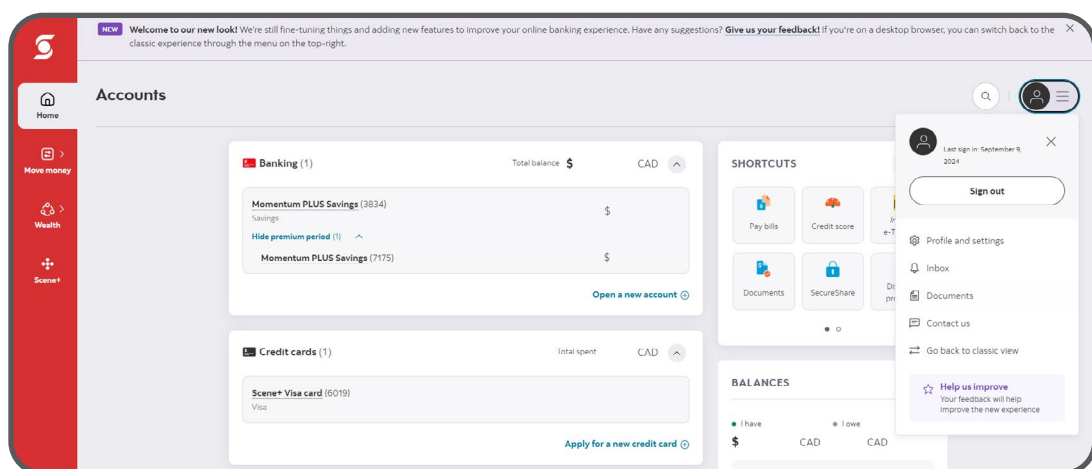 NEW Welcome to our new look! We're still fine-tuning things and adding new features to improve your online banking experience. Have any suggestions? Give us your feedback! If you're on a desktop browser, you can switch back to the
classic experience through the menu on the top-right.
Home
Move money
Wealth
Scene+
Accounts
Banking (1) Total balance $ CAD
Momentum PLUS Savings (3834) $
Savings
Hide premium period (1)
Momentum PLUS Savings (7175) $
Open a new account
Credit cards (1) Total spent CAD
Scene+ Visa card (6019)
Visa
Apply for a new credit card
SHORTCUTS
Pay bills
Credit score
Documents
SecureShare
BALANCES
I have I owe
$ CAD CAD
Last sign in: September 9,
2024
Sign out
Profile and settings
Inbox
Documents
Contact us
Go back to classic view
Help us improve
Your feedback will help
improve the new experience